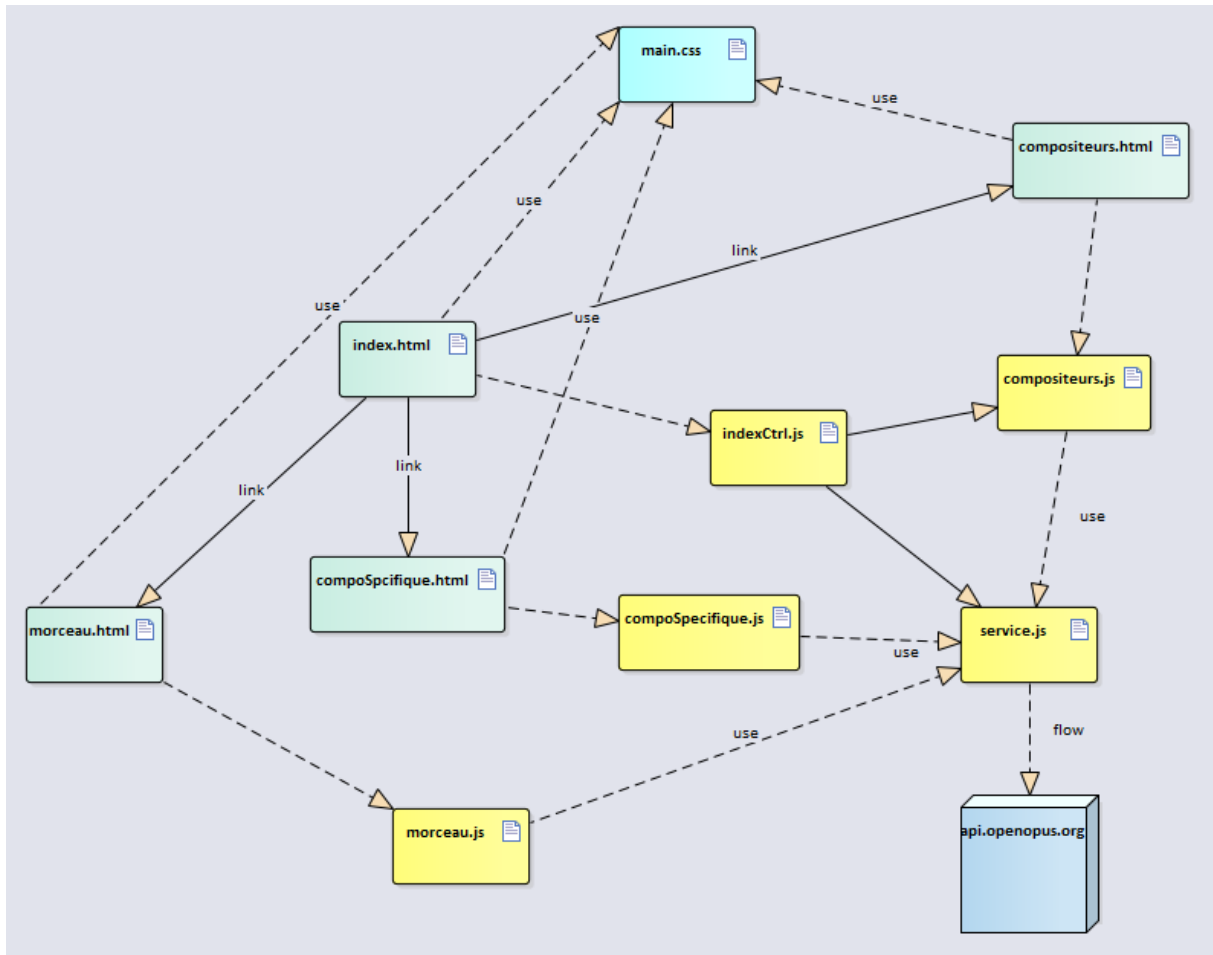 main.css
use
compositeurs.html
use
link
use
use
index.html
compositeurs.js
indexCtrl.js
link
link
use
compoSpcifique.html
compoSpecifique.js
morceau.html
service.js
use
use
flow
morceau.js
api.openopus.org